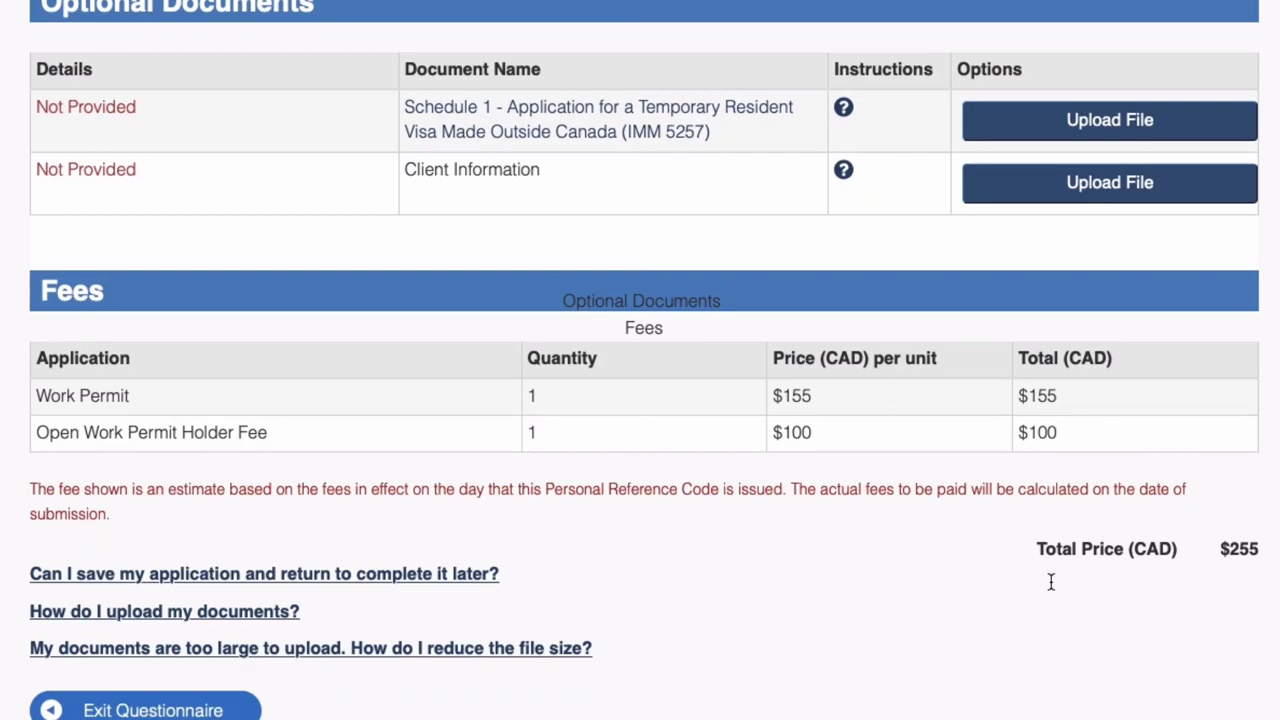 Optional Documents
Details Document Name Instructions Options
Not Provided Schedule 1 - Application for a Temporary Resident Visa Made Outside Canada (IMM 5257) ? Upload File
Not Provided Client Information ? Upload File
Fees
Optional Documents
Fees
Application Quantity Price (CAD) per unit Total (CAD)
Work Permit 1 $155 $155
Open Work Permit Holder Fee 1 $100 $100
The fee shown is an estimate based on the fees in effect on the day that this Personal Reference Code is issued. The actual fees to be paid will be calculated on the date of
submission.
Total Price (CAD) $255
Can I save my application and return to complete it later?
How do I upload my documents?
My documents are too large to upload. How do I reduce the file size?
Exit Questionnaire